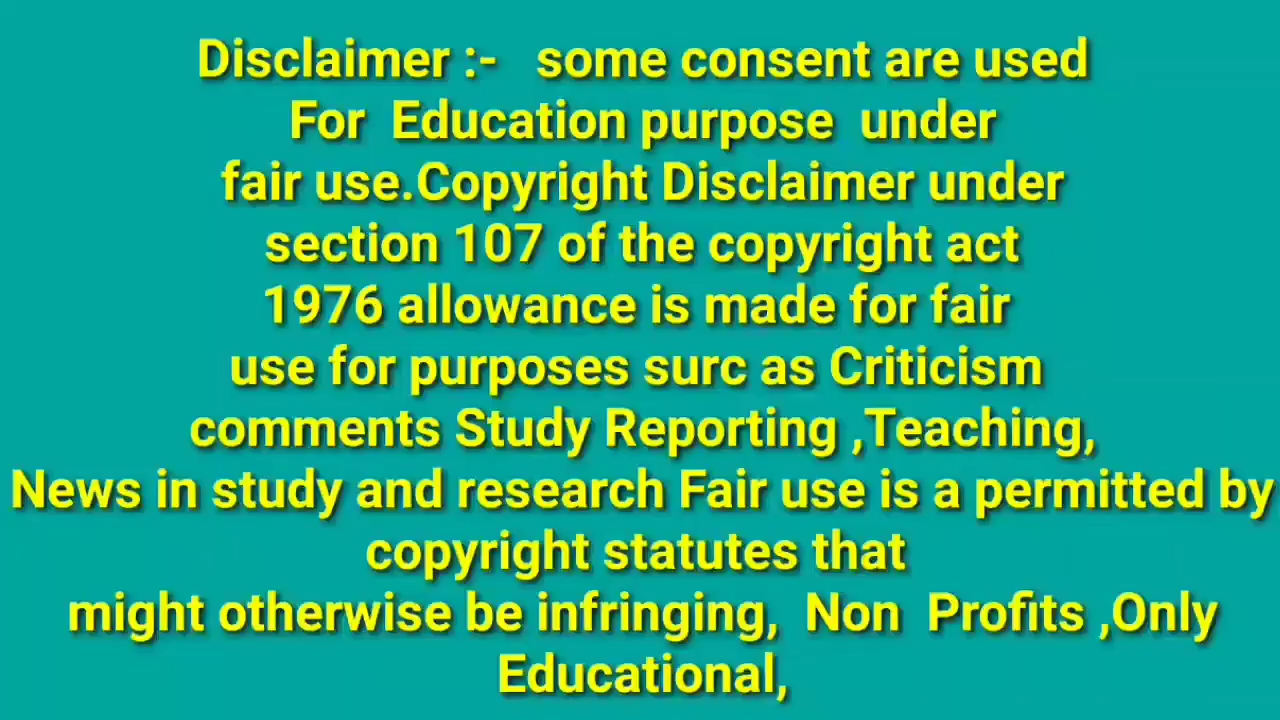 Disclaimer :- some consent are used
For Education purpose under
fair use.Copyright Disclaimer under
section 107 of the copyright act
1976 allowance is made for fair
use for purposes surc as Criticism
comments Study Reporting ,Teaching,
News in study and research Fair use is a permitted by
copyright statutes that
might otherwise be infringing, Non Profits ,Only
Educational,